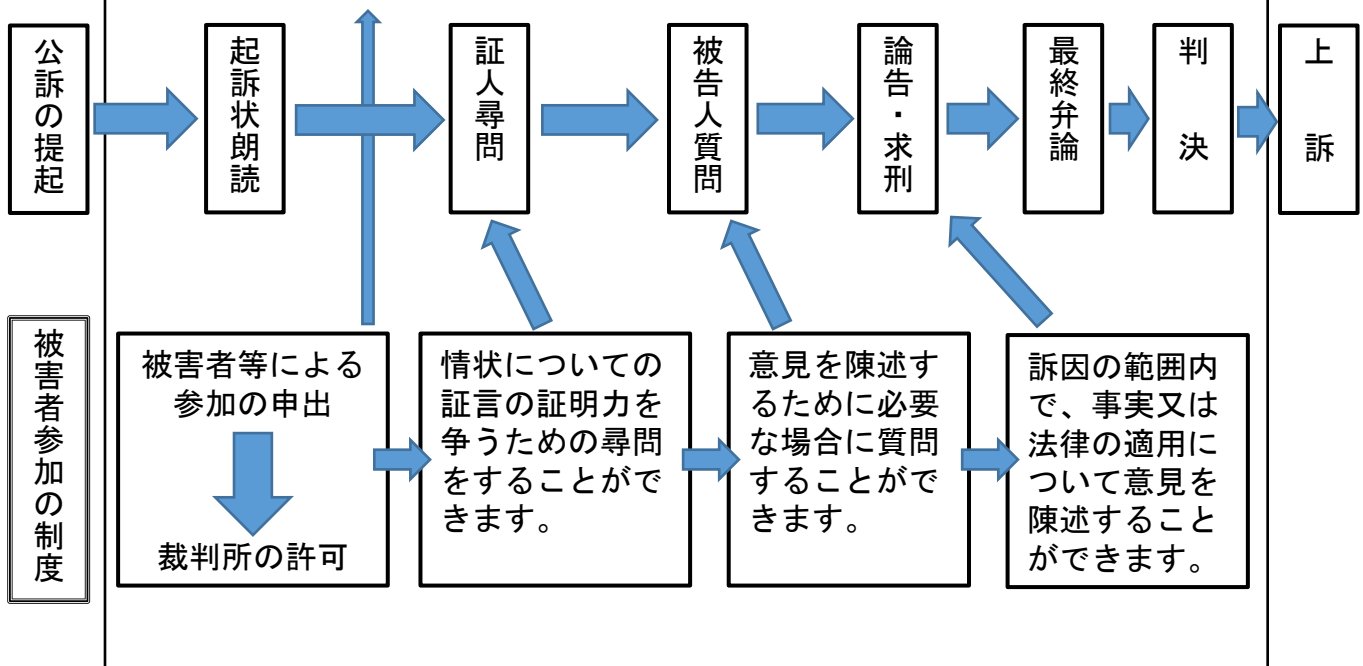 公訴の提起
起訴状朗読
証人尋問
被告人質問
論告・求刑
最終弁論
判決
上訴
被害者参加の制度
被害者等による
参加の申出
裁判所の許可
情状についての
証言の証明力を
争うための尋問
をすることがで
きます。
意見を陳述す
るために必要
な場合に質問
することがで
きます。
訴因の範囲内
で、事実又は
法律の適用に
ついて意見を
陳述すること
ができます。